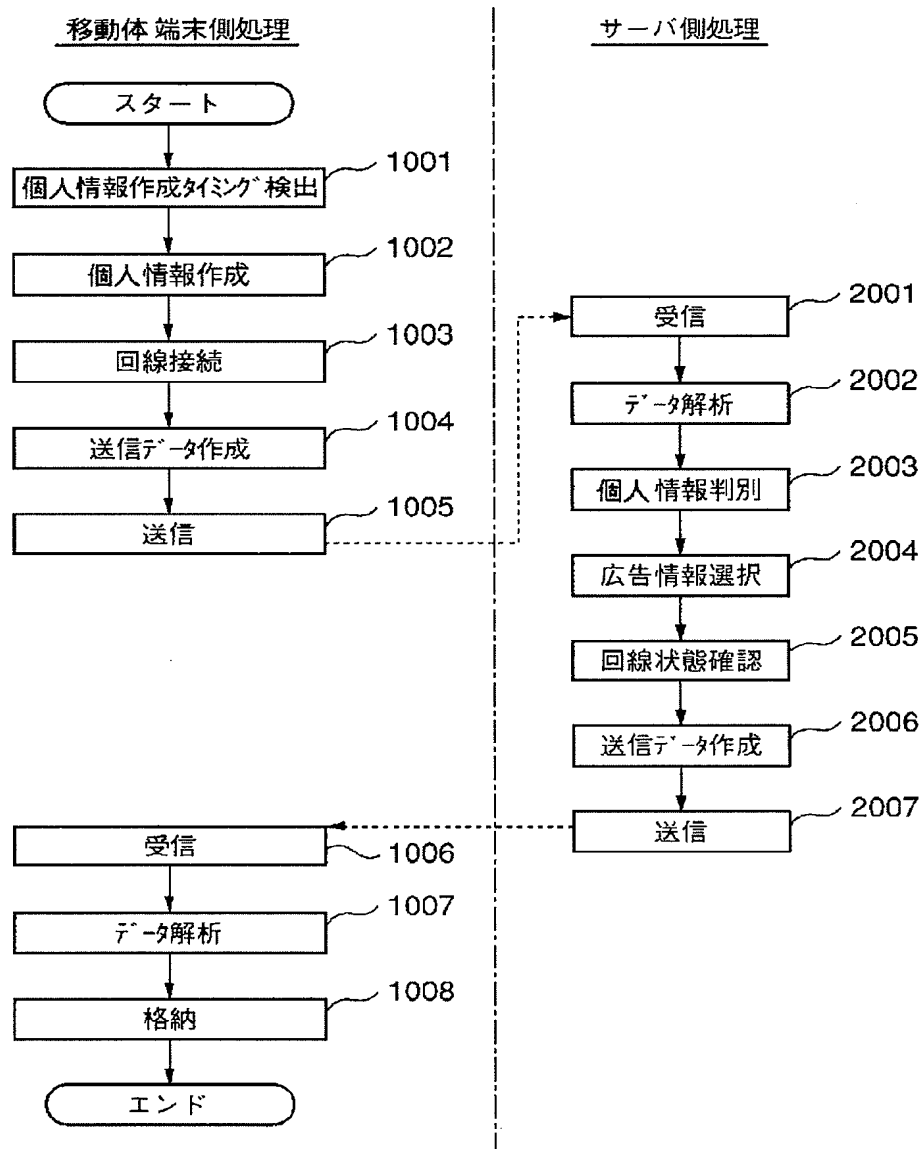 移動体端末側処理
スタート
個人情報作成タイミング検出
1001
個人情報作成
1002
回線接続
1003
送信データ作成
1004
送信
1005
受信
1006
データ解析
1007
格納
1008
エンド
サーバ側処理
受信
2001
データ解析
2002
個人情報判別
2003
広告情報選択
2004
回線状態確認
2005
送信データ作成
2006
送信
2007